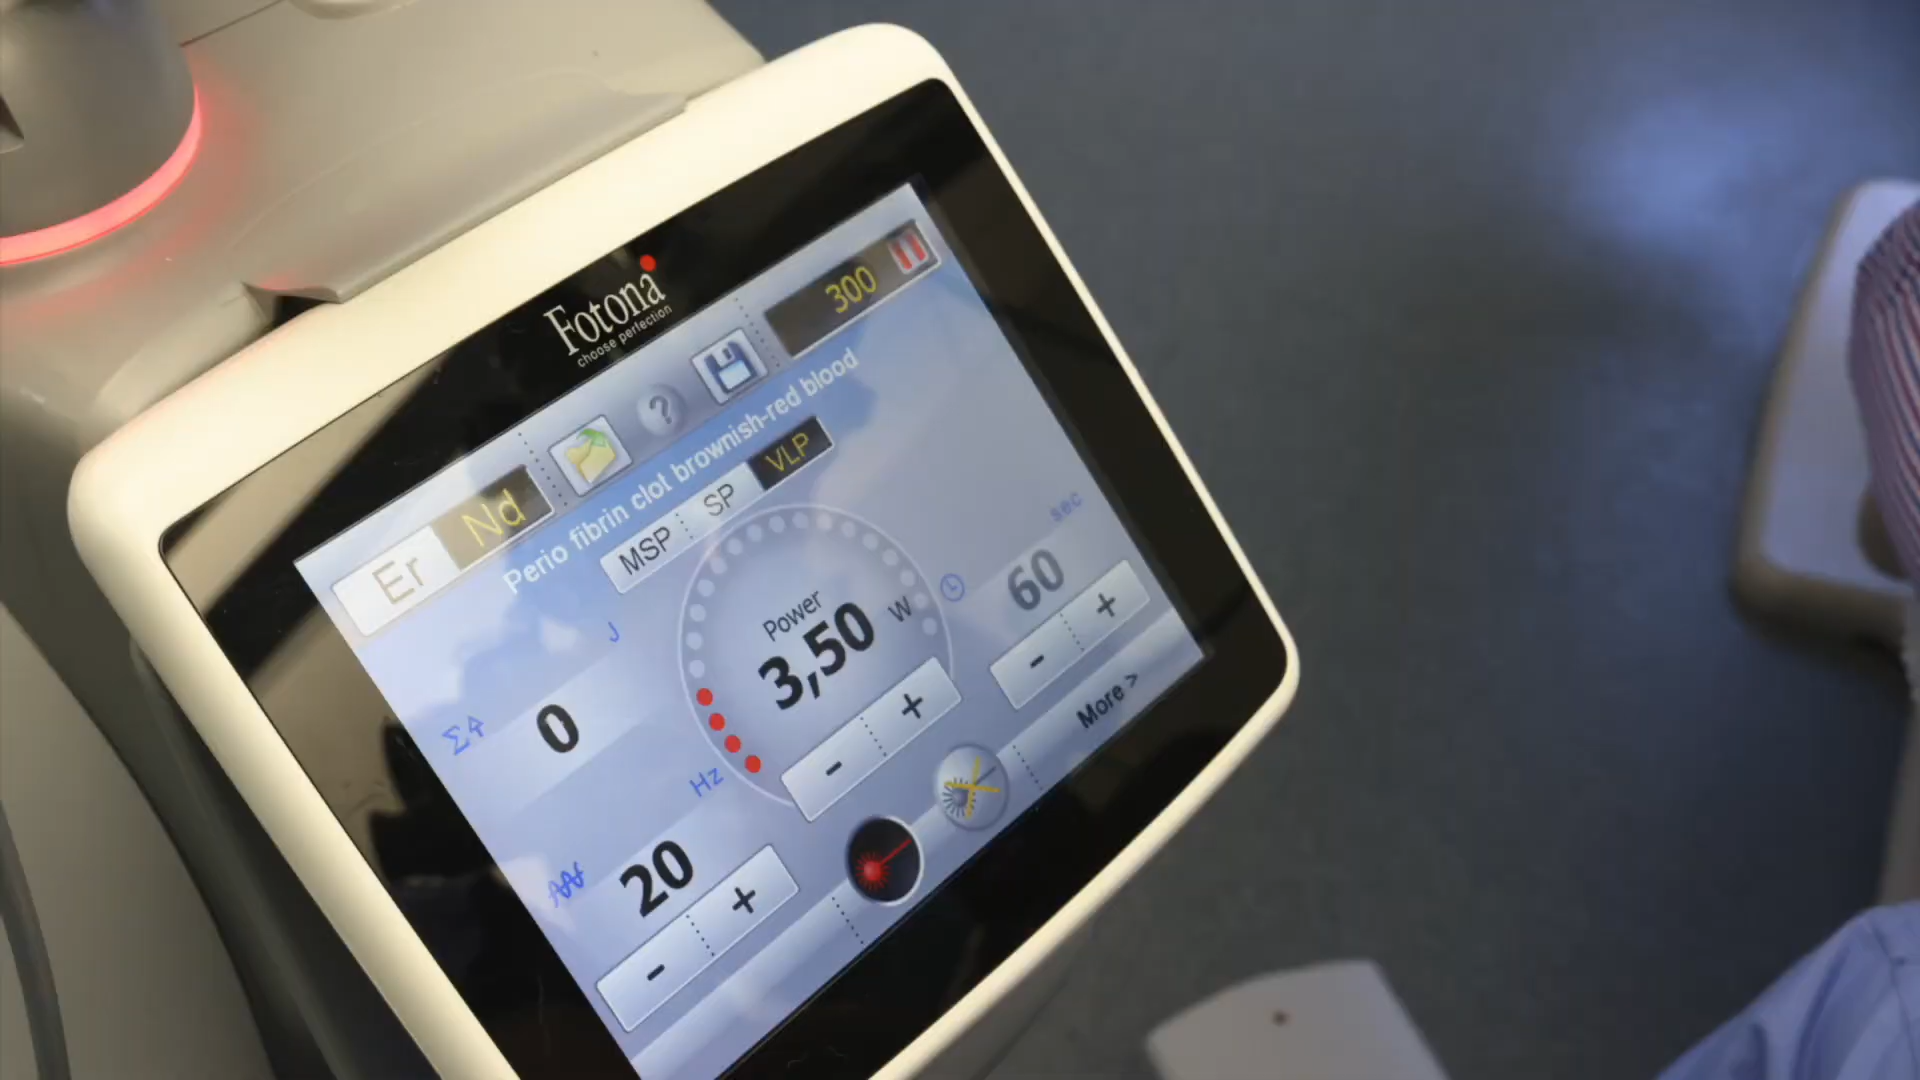 Fotona
choose perfection
Er Nd
? 300
Perio fibrin clot brownish-red blood
MSP SP VLP
J
Σ 0
Power
3,50 W
- +
sec
60
- +
Hz
20
- +
More >